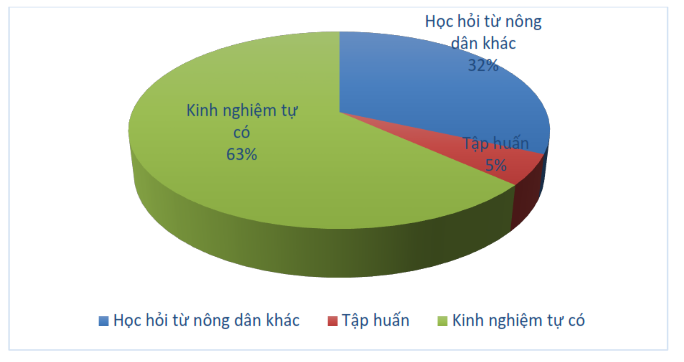 Học hỏi từ nông
dân khác
32%
Kinh nghiệm tự
có
63%
Tập huấn
5%
Học hỏi từ nông dân khác Tập huấn Kinh nghiệm tự có